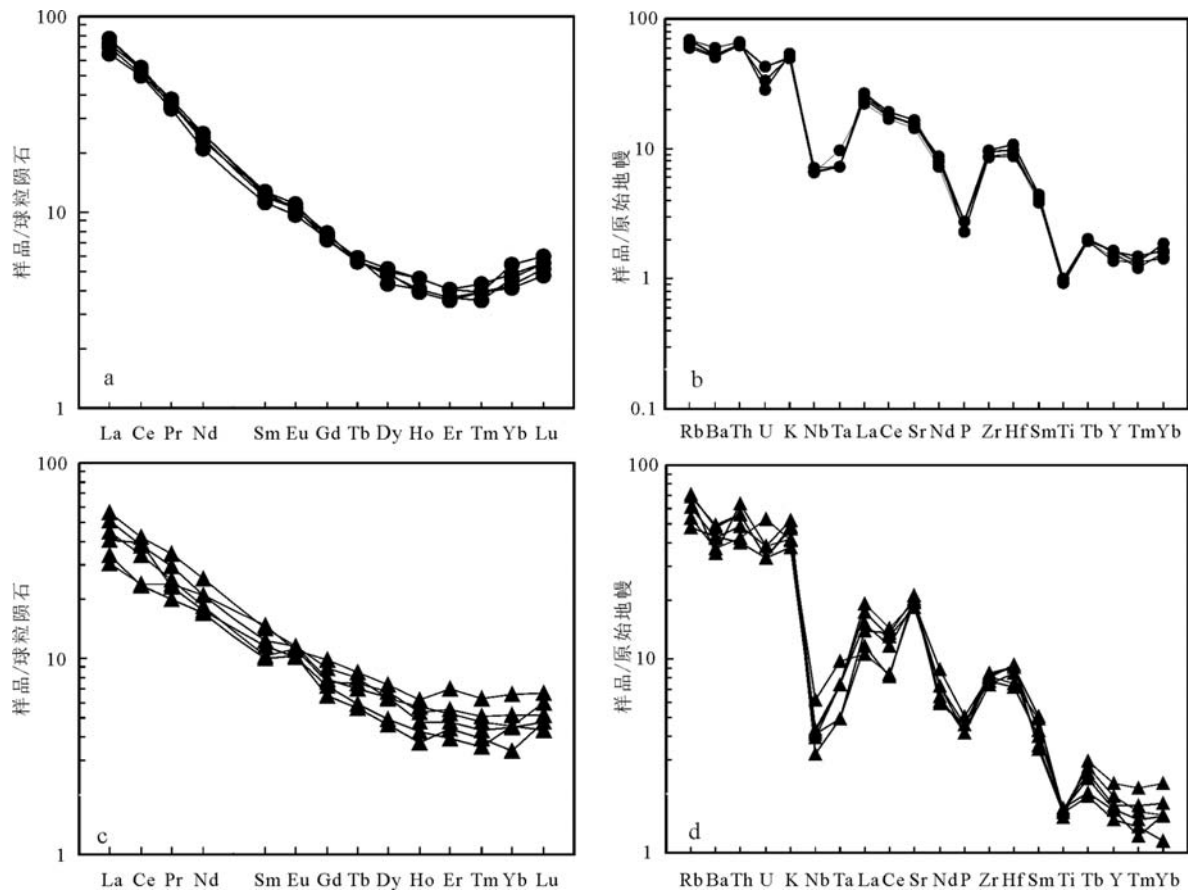 100
10
1
样品/球粒陨石
a
La Ce Pr Nd Sm Eu Gd Tb Dy Ho Er Tm Yb Lu
100
10
1
0.1
样品/原始地幔
b
Rb Ba Th U K Nb Ta La Ce Sr Nd P Zr Hf Sm Ti Tb Y Tm Yb
100
10
1
样品/球粒陨石
c
La Ce Pr Nd Sm Eu Gd Tb Dy Ho Er Tm Yb Lu
100
10
1
样品/原始地幔
d
Rb Ba Th U K Nb Ta La Ce Sr Nd P Zr Hf Sm Ti Tb Y Tm Yb